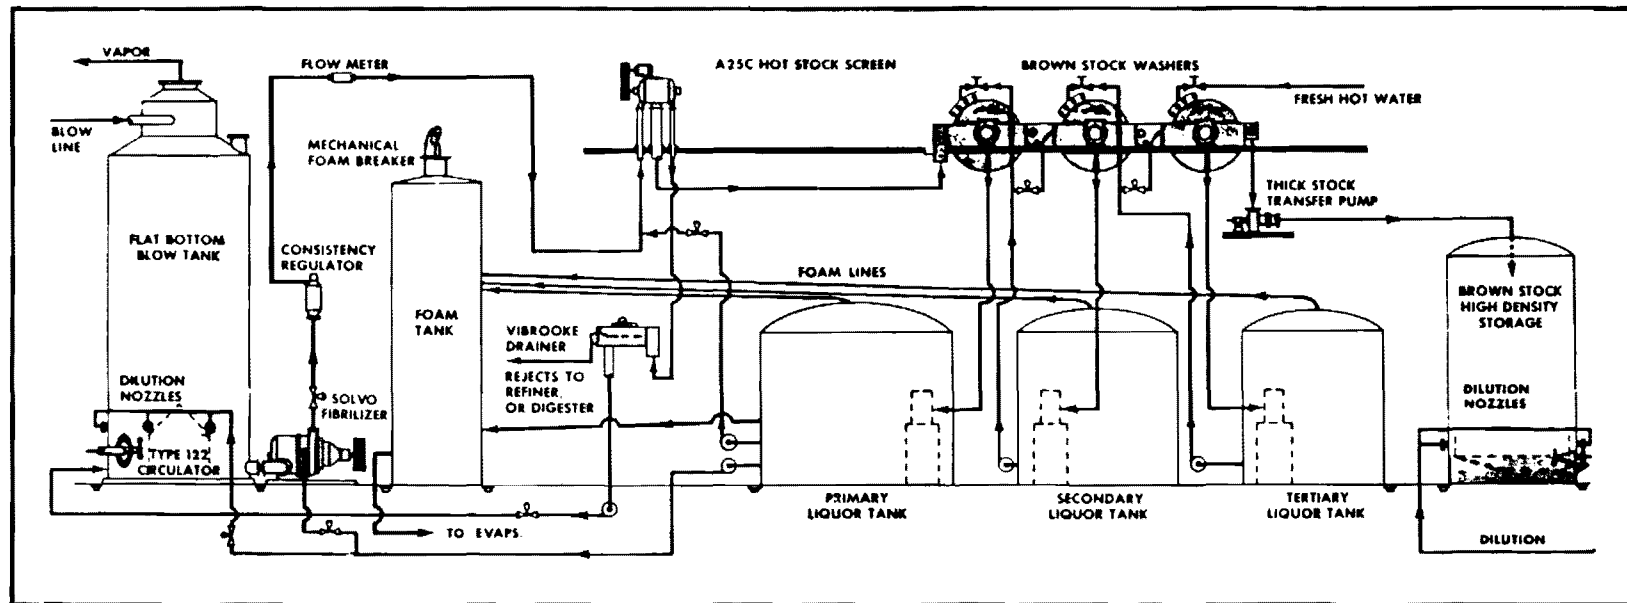 VAPOR
FLOW METER
A25C HOT STOCK SCREEN
BROWN STOCK WASHERS
FRESH HOT WATER
BLOW
LINE
MECHANICAL
FOAM BREAKER
THICK STOCK
TRANSFER PUMP
FLAT BOTTOM
BLOW TANK
CONSISTENCY
REGULATOR
FOAM LINES
FOAM
TANK
BROWN STOCK
HIGH DENSITY
STORAGE
VIBROOKE
DRAINER
REJECTS TO
REFINER,
OR DIGESTER
DILUTION
NOZZLES
SOLVO
FIBRILIZER
DILUTION
NOZZLES
TYPE 122
CIRCULATOR
PRIMARY
LIQUOR TANK
SECONDARY
LIQUOR TANK
TERTIARY
LIQUOR TANK
TO EVAPS.
DILUTION